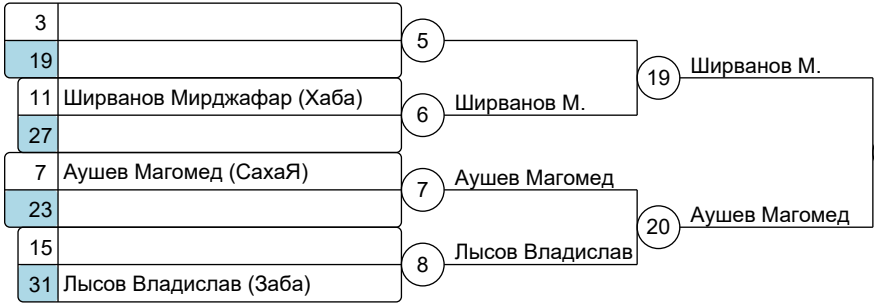 3
5
19
19
Ширванов М.
11 Ширванов Мирджафар (Хаба)
6
Ширванов М.
27
7 Аушев Магомед (СахаЯ)
7
Аушев Магомед
23
20
Аушев Магомед
15
8
Лысов Владислав
31 Лысов Владислав (Заба)